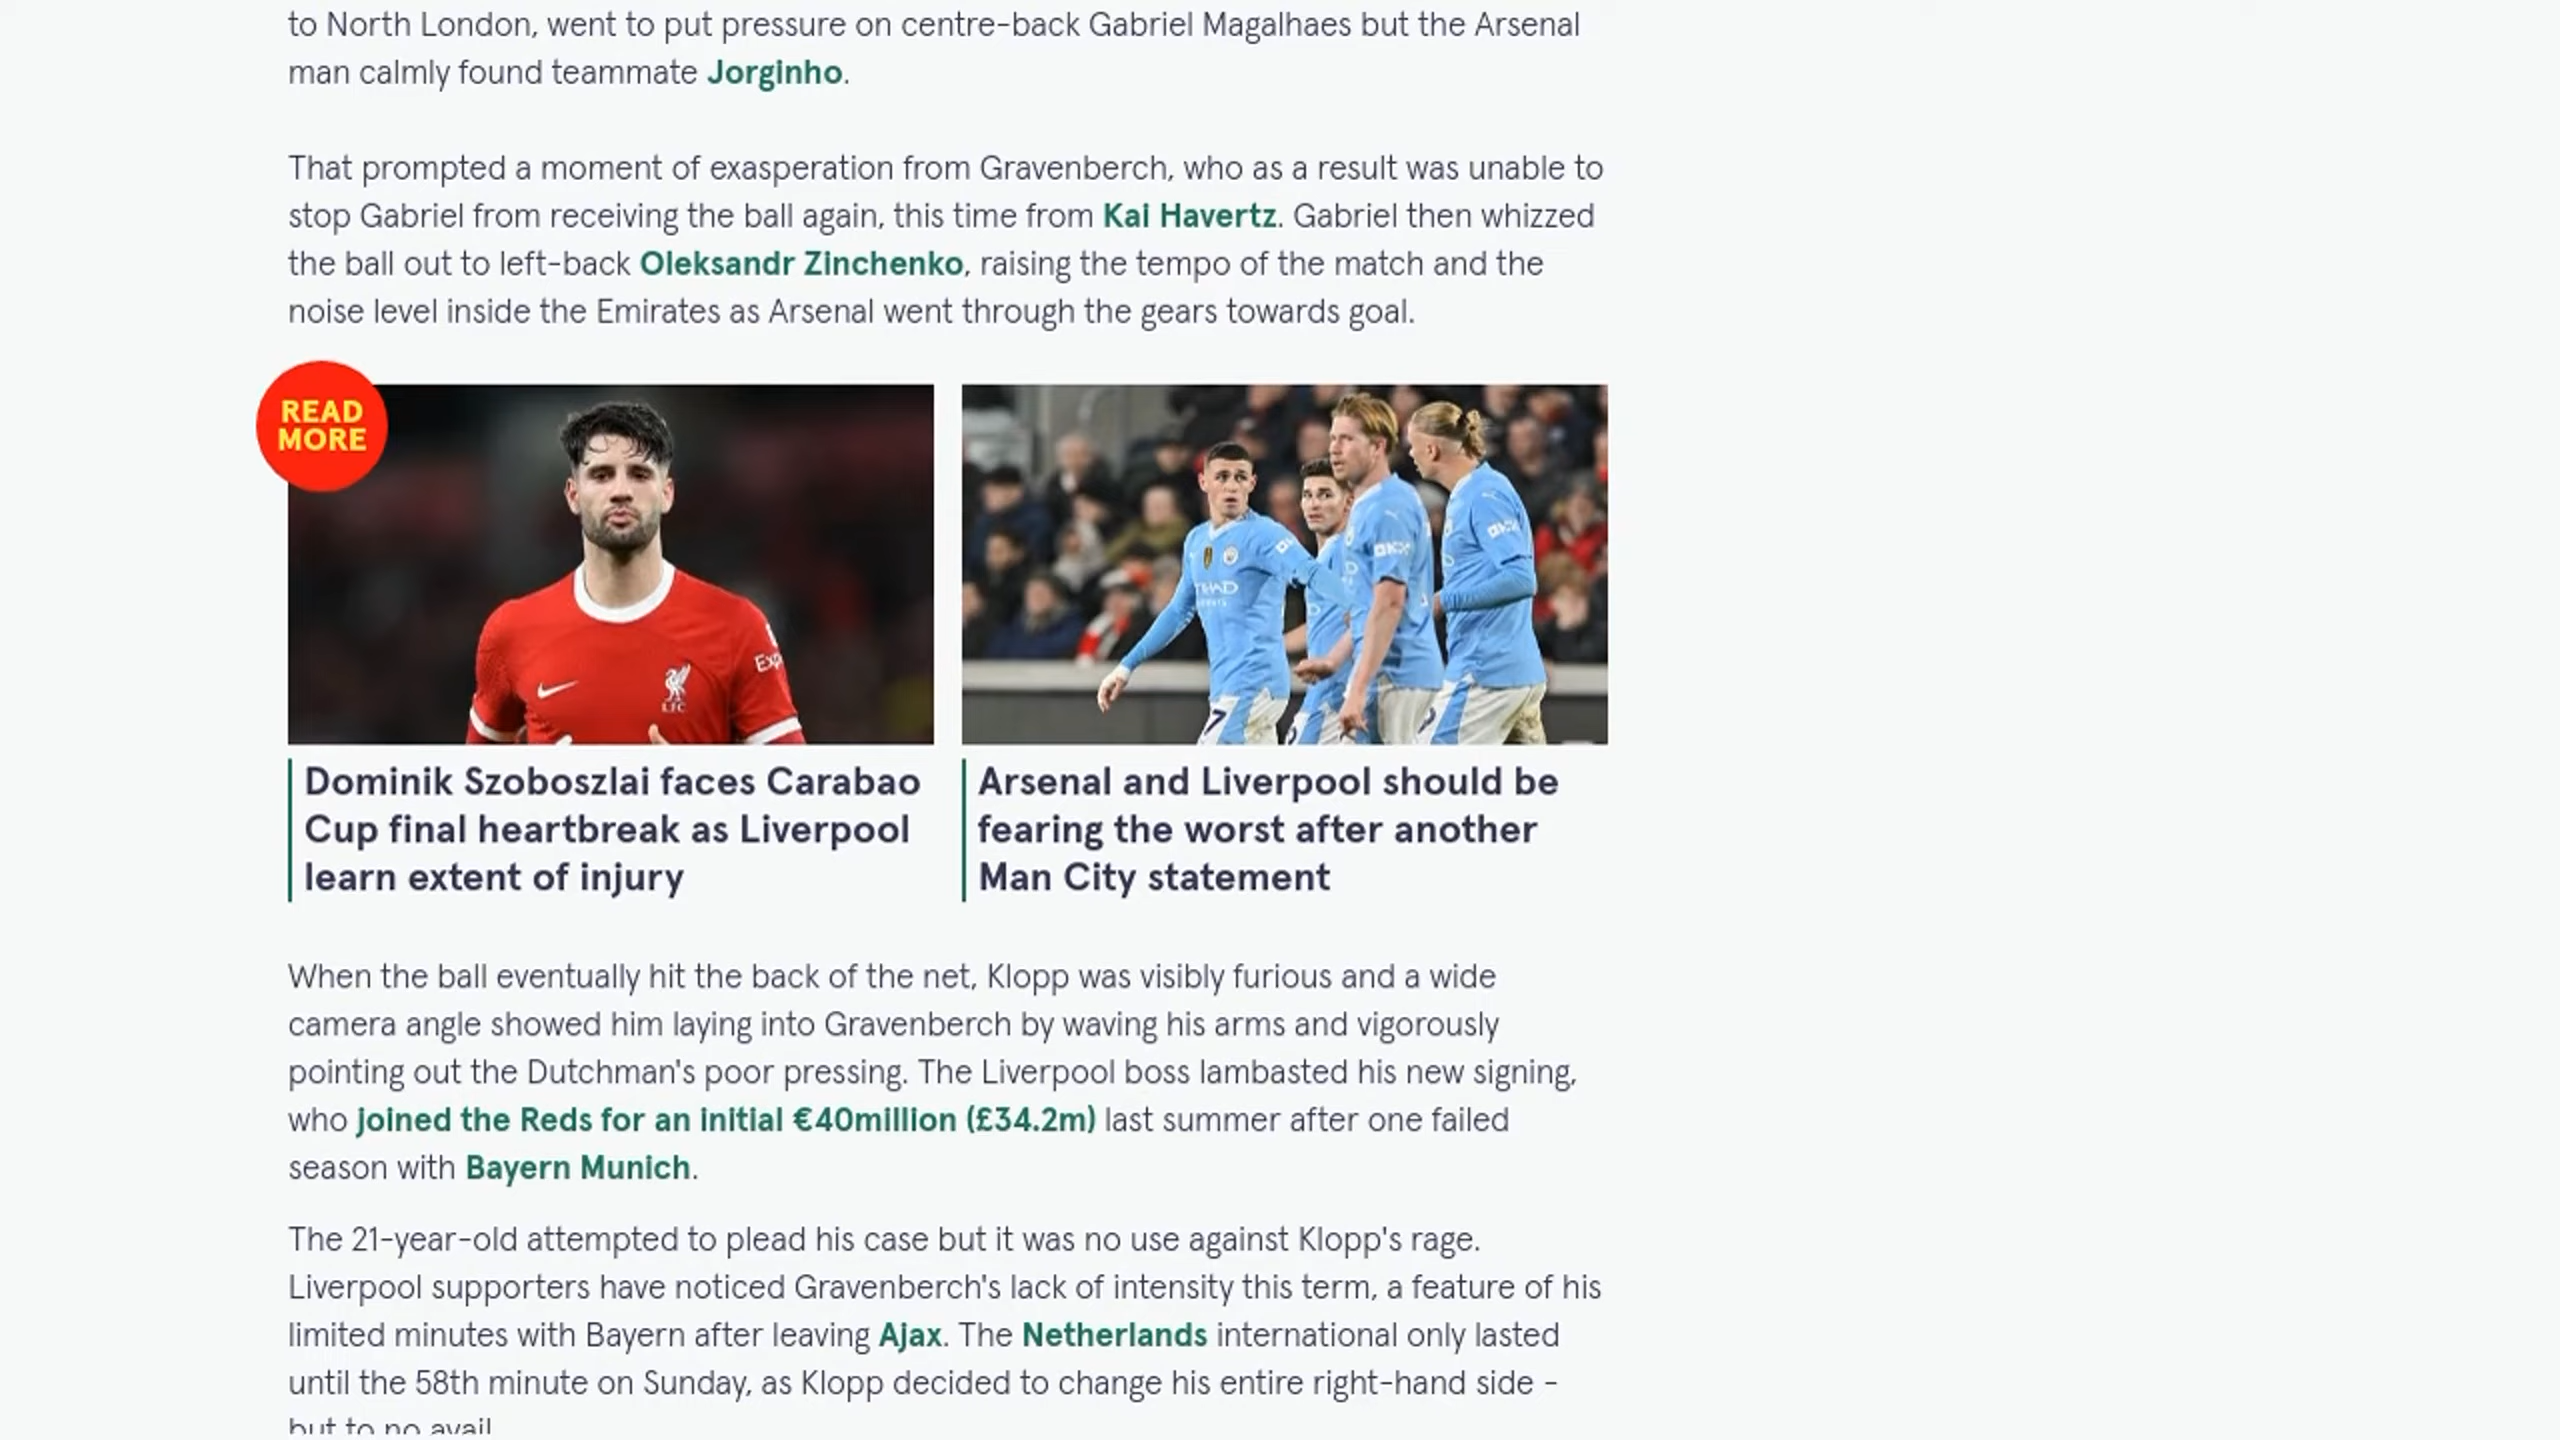 to North London, went to put pressure on centre-back Gabriel Magalhaes but the Arsenal
man calmly found teammate Jorginho.
That prompted a moment of exasperation from Gravenberch, who as a result was unable to
stop Gabriel from receiving the ball again, this time from Kai Havertz. Gabriel then whizzed
the ball out to left-back Oleksandr Zinchenko, raising the tempo of the match and the
noise level inside the Emirates as Arsenal went through the gears towards goal.
READ
MORE
Exp
LFC
Dominik Szoboszlai faces Carabao
Cup final heartbreak as Liverpool
learn extent of injury
Arsenal and Liverpool should be
fearing the worst after another
Man City statement
When the ball eventually hit the back of the net, Klopp was visibly furious and a wide
camera angle showed him laying into Gravenberch by waving his arms and vigorously
pointing out the Dutchman's poor pressing. The Liverpool boss lambasted his new signing,
who joined the Reds for an initial €40million (£34.2m) last summer after one failed
season with Bayern Munich.
The 21-year-old attempted to plead his case but it was no use against Klopp's rage.
Liverpool supporters have noticed Gravenberch's lack of intensity this term, a feature of his
limited minutes with Bayern after leaving Ajax. The Netherlands international only lasted
until the 58th minute on Sunday, as Klopp decided to change his entire right-hand side -
but to no avail